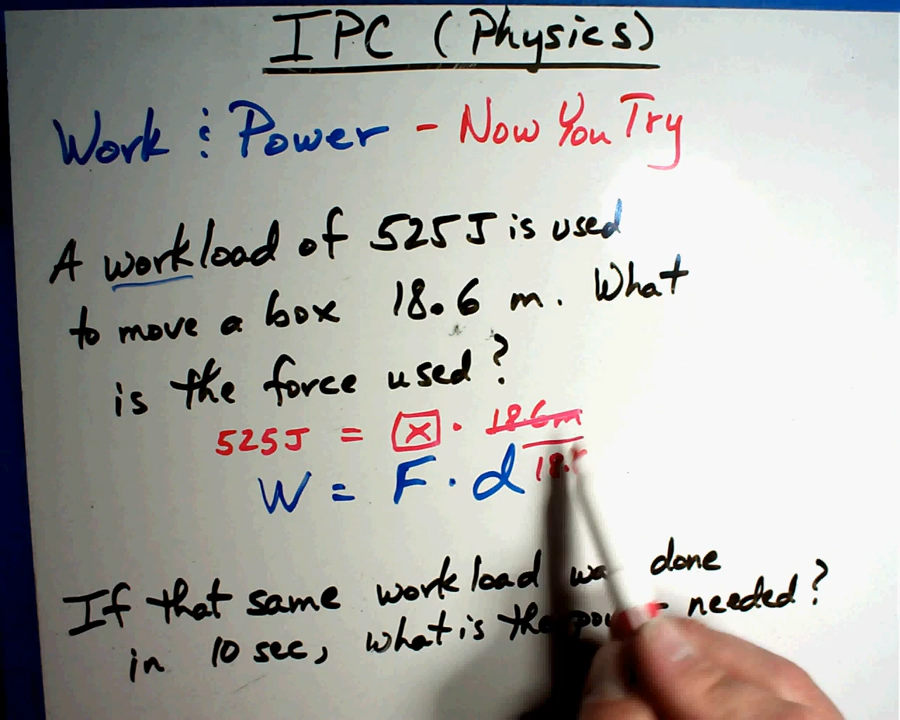 IPC (Physics)
Work & Power - Now You Try
A workload of 525J is used
to move a box 18.6 m. What
is the force used?
525J = x · 18.6m
W = F · d
If that same workload done
in 10 sec, what is the needed?